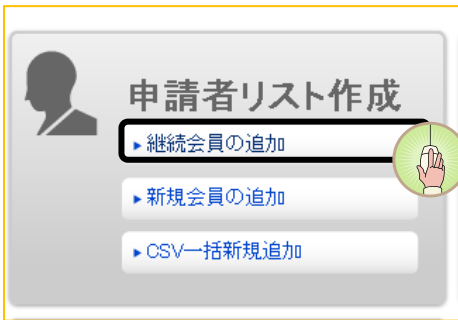 申請者リスト作成
▸継続会員の追加
▸新規会員の追加
▸CSV一括新規追加